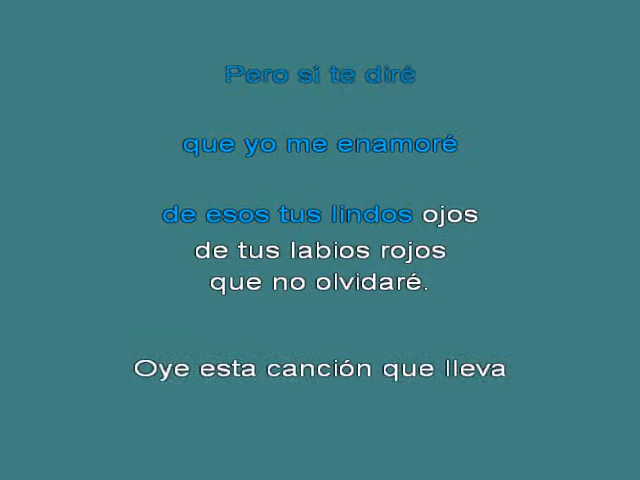 Pero sí te diré
que yo me enamoré
de esos tus lindos ojos
de tus labios rojos
que no olvidaré.
Oye esta canción que lleva